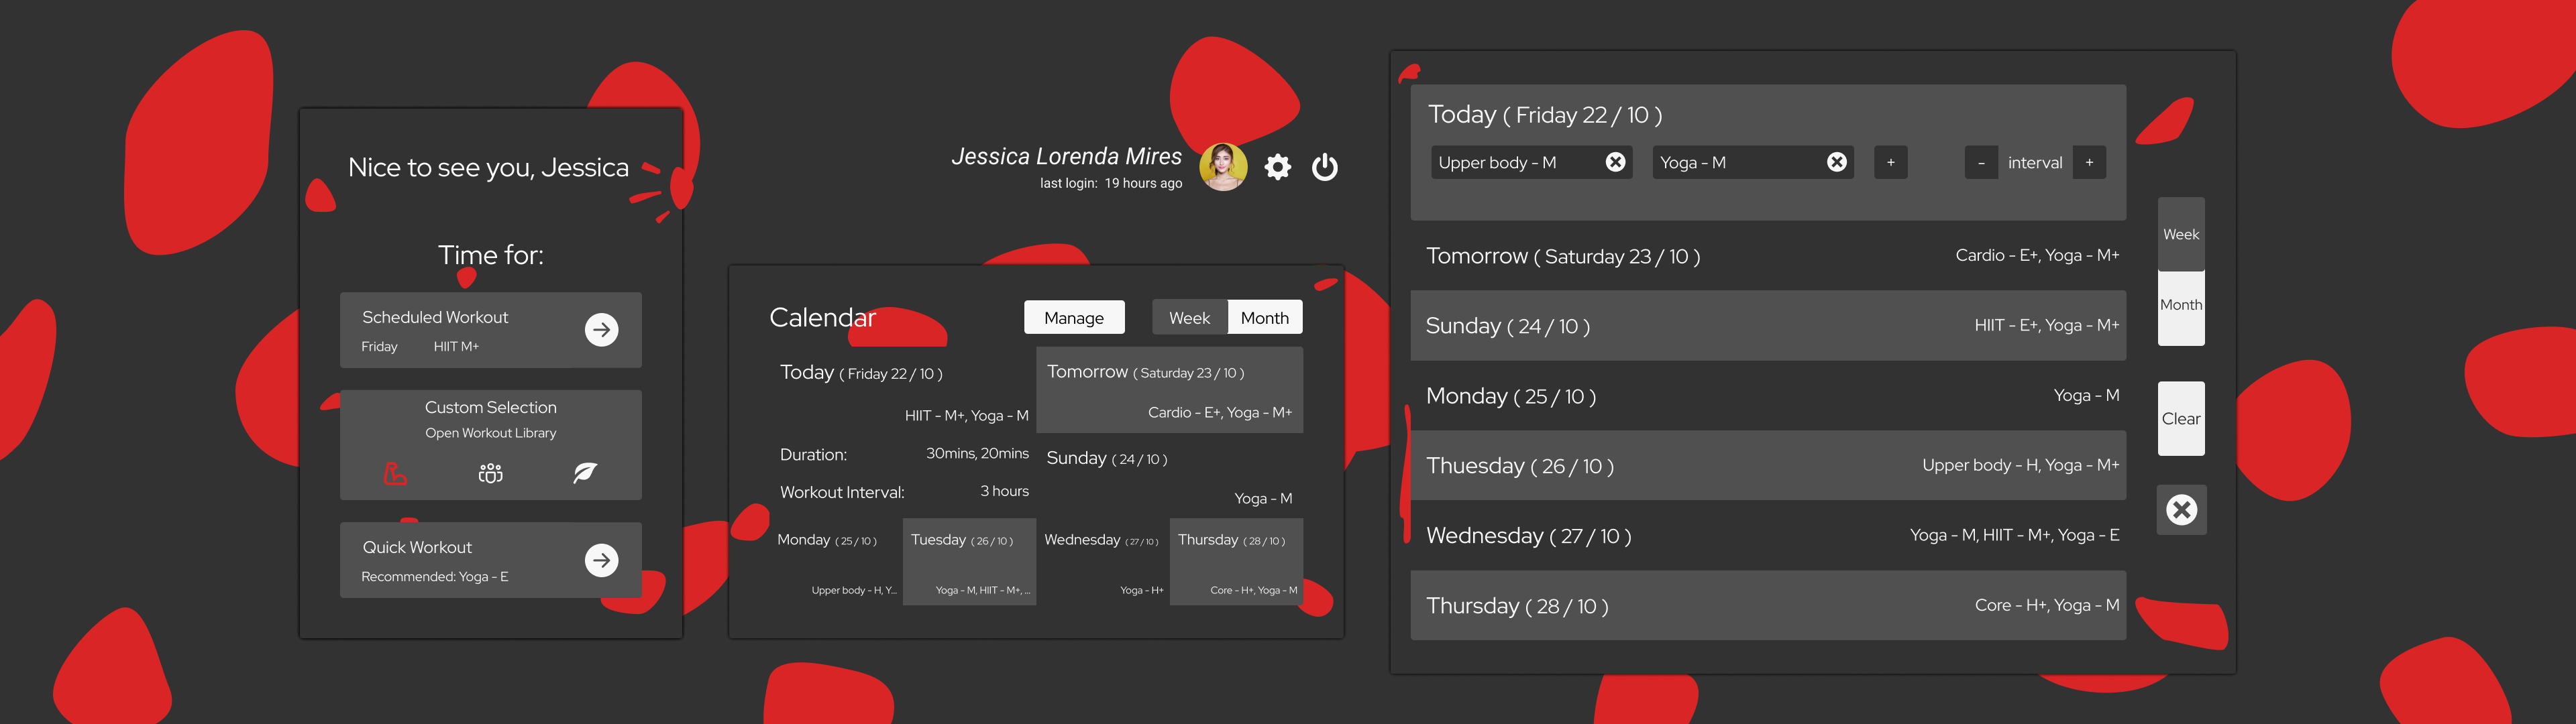 Nice to see you, Jessica
Time for:
Scheduled Workout
Friday HIIT M+
Custom Selection
Open Workout Library
Quick Workout
Recommended: Yoga - E
Jessica Lorenda Mires
last login: 19 hours ago
Calendar Manage Week Month
Today ( Friday 22 / 10 )
HIIT - M+, Yoga - M
Duration: 30mins, 20mins
Workout Interval: 3 hours
Tomorrow ( Saturday 23 / 10 )
Cardio - E+, Yoga - M+
Sunday ( 24 / 10 )
Yoga - M
Monday ( 25 / 10 )
Upper body - H, Y...
Tuesday ( 26 / 10 )
Yoga - M, HIIT - M+, ...
Wednesday ( 27 / 10 )
Yoga - H+
Thursday ( 28 / 10 )
Core - H+, Yoga - M
Today ( Friday 22 / 10 )
Upper body - M Yoga - M + - interval +
Tomorrow ( Saturday 23 / 10 ) Cardio - E+, Yoga - M+
Sunday ( 24 / 10 ) HIIT - E+, Yoga - M+
Monday ( 25 / 10 ) Yoga - M
Thuesday ( 26 / 10 ) Upper body - H, Yoga - M+
Wednesday ( 27 / 10 ) Yoga - M, HIIT - M+, Yoga - E
Thursday ( 28 / 10 ) Core - H+, Yoga - M
Week
Month
Clear